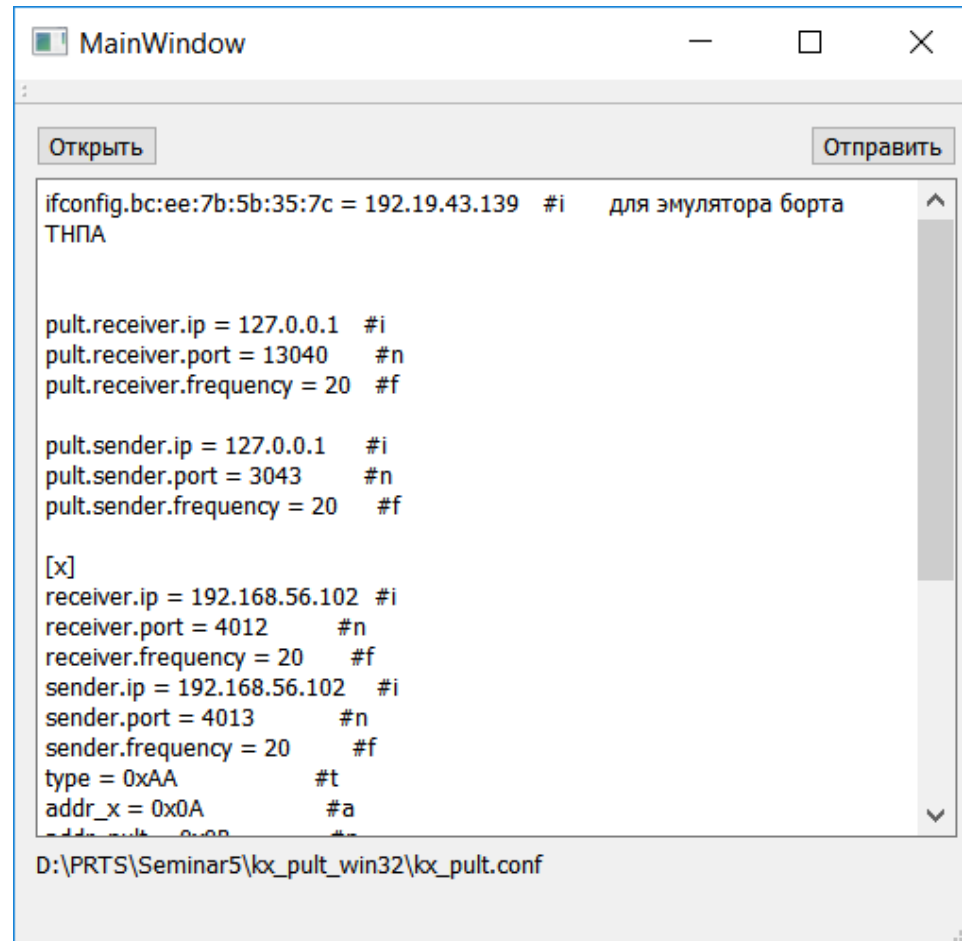 MainWindow
Открыть
Отправить
ifconfig.bc:ee:7b:5b:35:7c = 192.19.43.139 #i для эмулятора борта
ТНПА
pult.receiver.ip = 127.0.0.1 #i
pult.receiver.port = 13040 #n
pult.receiver.frequency = 20 #f
pult.sender.ip = 127.0.0.1 #i
pult.sender.port = 3043 #n
pult.sender.frequency = 20 #f
[x]
receiver.ip = 192.168.56.102 #i
receiver.port = 4012 #n
receiver.frequency = 20 #f
sender.ip = 192.168.56.102 #i
sender.port = 4013 #n
sender.frequency = 20 #f
type = 0xAA #t
addr_x = 0x0A #a
D:\PRTS\Seminar5\kx_pult_win32\kx_pult.conf